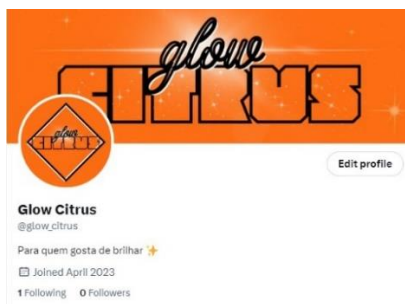 glow
CITRUS
glow
CITRUS
Edit profile
Glow Citrus
@glow_citrus
Para quem gosta de brilhar ✨
Joined April 2023
1 Following 0 Followers